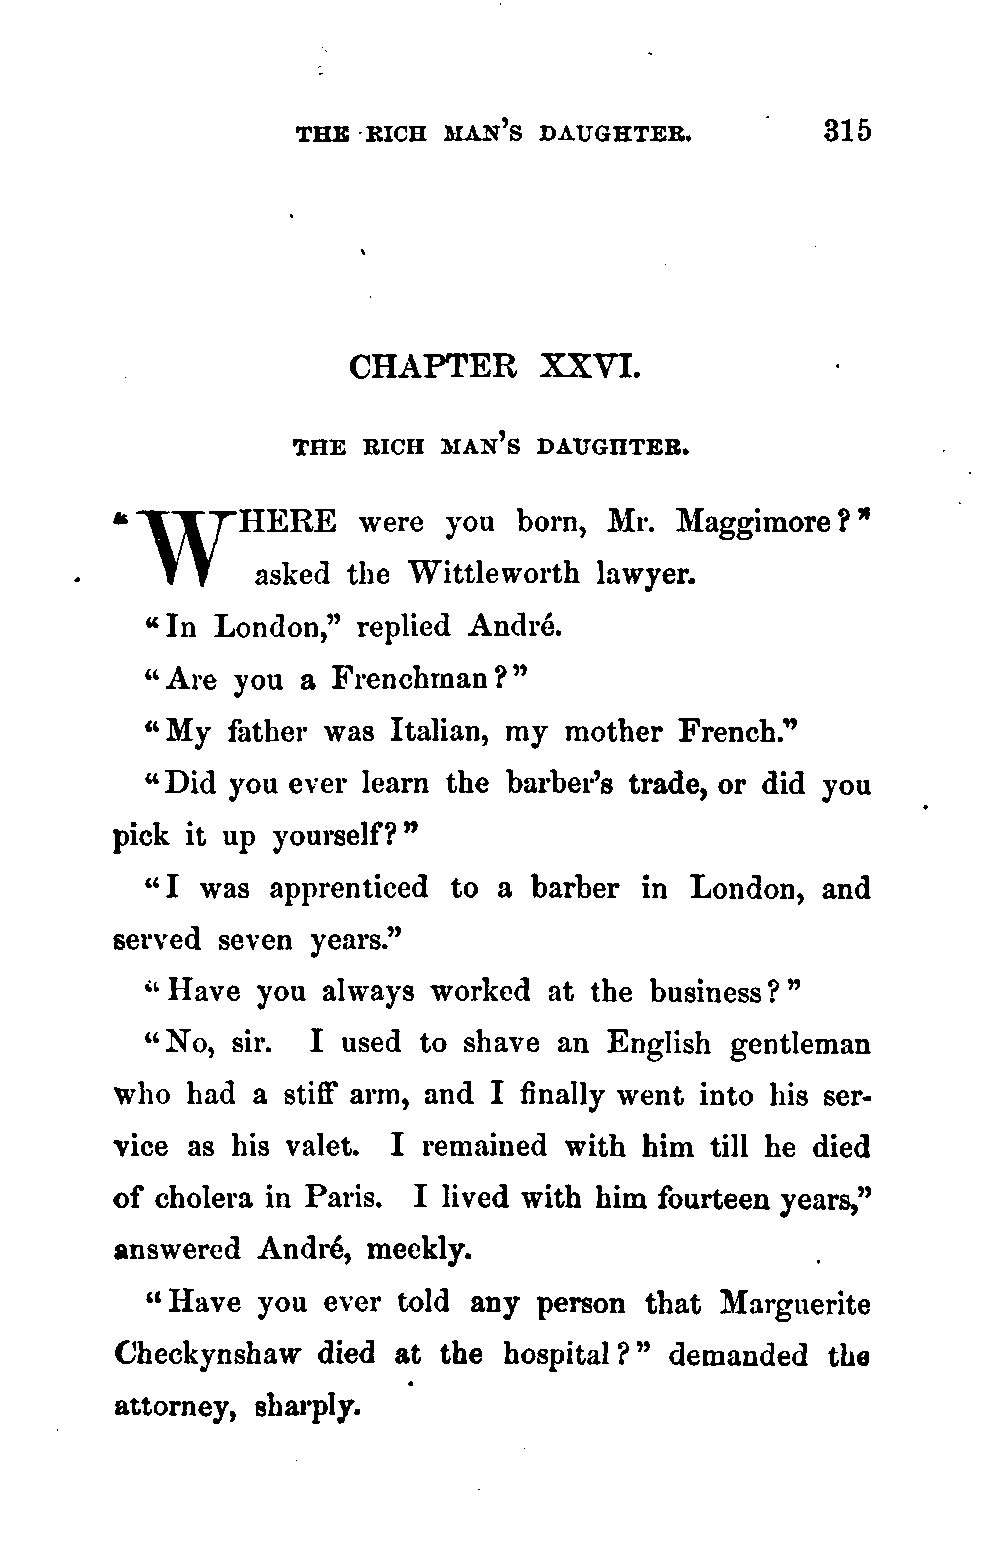 THE RICH MAN'S DAUGHTER. 315
CHAPTER XXVI.
THE RICH MAN'S DAUGHTER.
"WHERE were you born, Mr. Maggimore?"
asked the Wittleworth lawyer.
"In London," replied André.
"Are you a Frenchman?"
"My father was Italian, my mother French."
"Did you ever learn the barber's trade, or did you
pick it up yourself?"
"I was apprenticed to a barber in London, and
served seven years."
"Have you always worked at the business?"
"No, sir. I used to shave an English gentleman
who had a stiff arm, and I finally went into his ser-
vice as his valet. I remained with him till he died
of cholera in Paris. I lived with him fourteen years,"
answered André, meekly.
"Have you ever told any person that Marguerite
Checkynshaw died at the hospital?" demanded the
attorney, sharply.